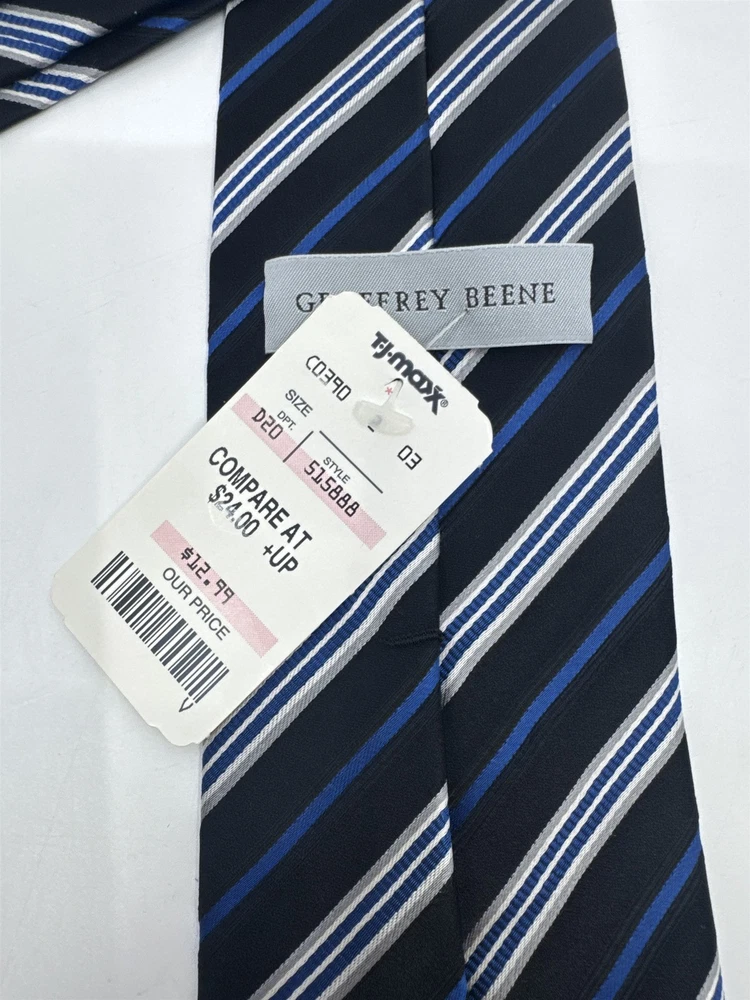 GEOFFREY BEENE
T·J·maxx®
C0390
SIZE
- 03
DPT. STYLE
D20 515888
COMPARE AT
$24.00 +UP
$12.99
OUR PRICE
V